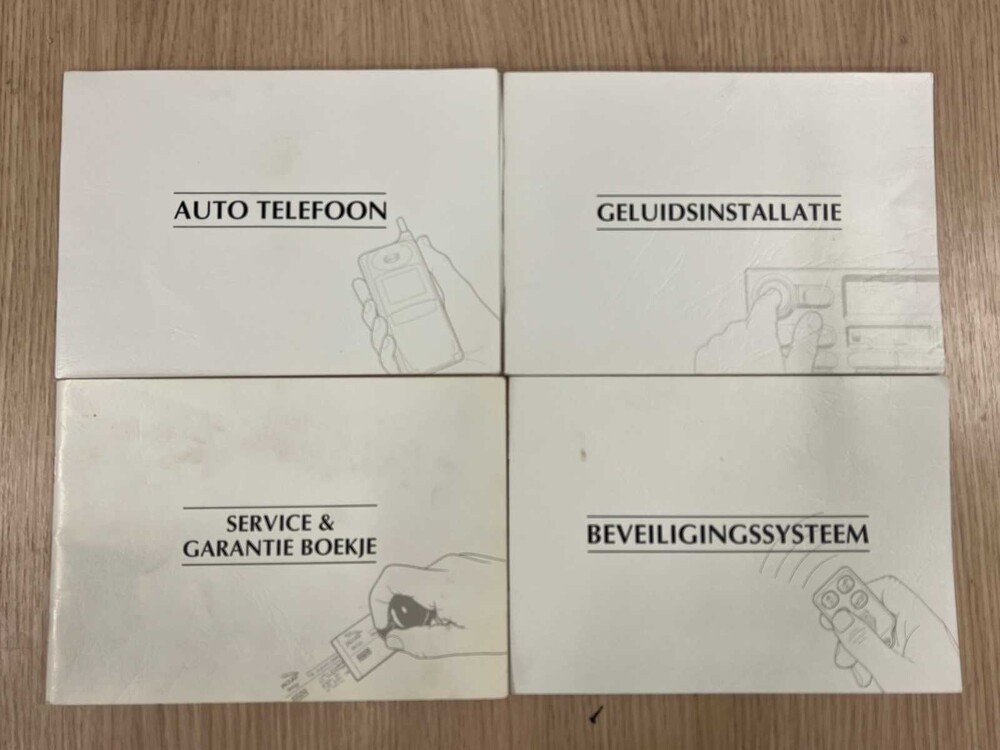 AUTO TELEFOON
GELUIDSINSTALLATIE
SERVICE &
GARANTIE BOEKJE
BEVEILIGINGSSYSTEEM